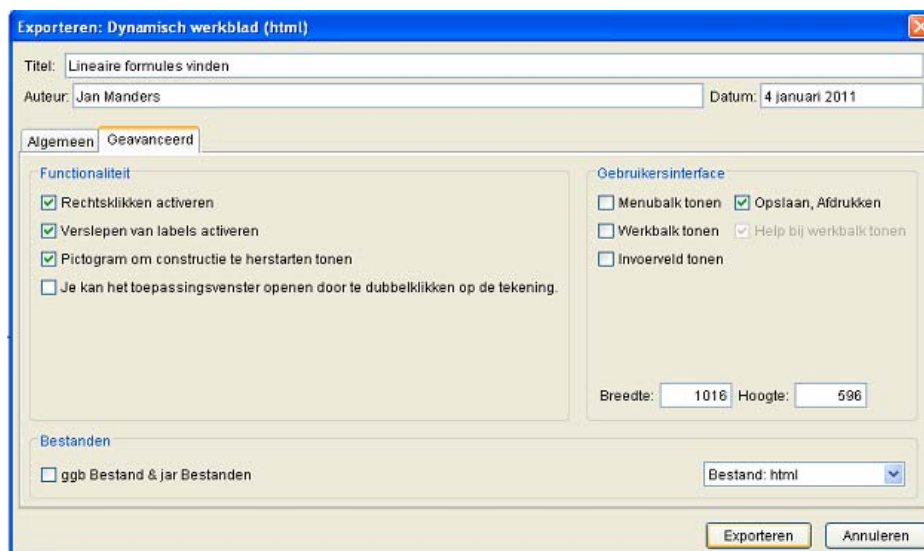 Exporteren: Dynamisch werkblad (html)
Titel: Lineaire formules vinden
Auteur: Jan Manders Datum: 4 januari 2011
Algemeen Geavanceerd
Functionaliteit
Rechtsklikken activeren
Verslepen van labels activeren
Pictogram om constructie te herstarten tonen
Je kan het toepassingsvenster openen door te dubbelklikken op de tekening.
Gebruikersinterface
Menubalk tonen Opslaan, Afdrukken
Werkbalk tonen Help bij werkbalk tonen
Invoerveld tonen
Breedte: 1016 Hoogte: 596
Bestanden
ggb Bestand & jar Bestanden Bestand: html
Exporteren Annuleren